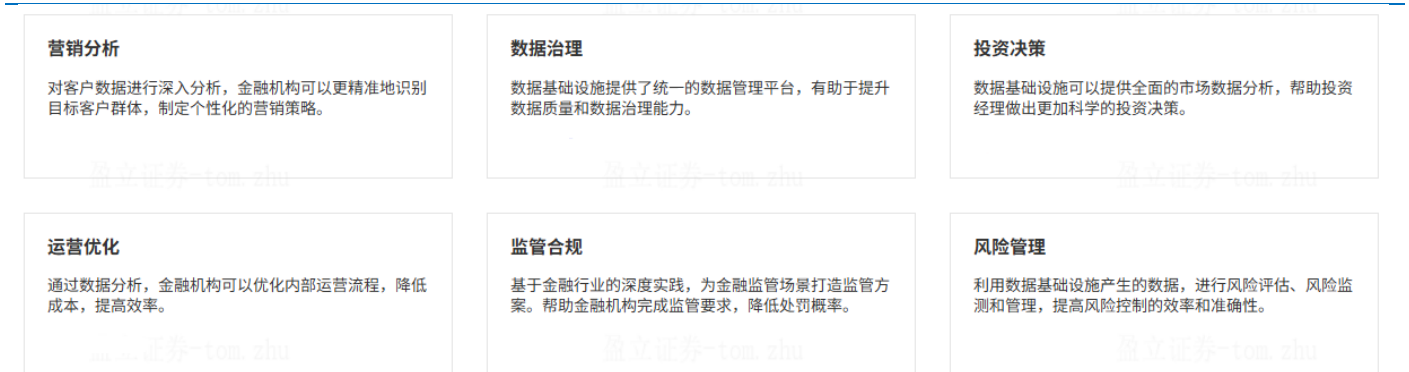 营销分析
对客户数据进行深入分析，金融机构可以更精准地识别
目标客户群体，制定个性化的营销策略。
数据治理
数据基础设施提供了统一的数据管理平台，有助于提升
数据质量和数据治理能力。
投资决策
数据基础设施可以提供全面的市场数据分析，帮助投资
经理做出更加科学的投资决策。
盈立证券-tom.zhu
盈立证券-tom.zhu
盈立证券-tom.zhu
运营优化
通过数据分析，金融机构可以优化内部运营流程，降低
成本，提高效率。
监管合规
基于金融行业的深度实践，为金融监管场景打造监管方
案。帮助金融机构完成监管要求，降低处罚概率。
风险管理
利用数据基础设施产生的数据，进行风险评估、风险监
测和管理，提高风险控制的效率和准确性。
证券-tom.zhu
盈立证券-tom.zhu
盈立证券-tom.zhu